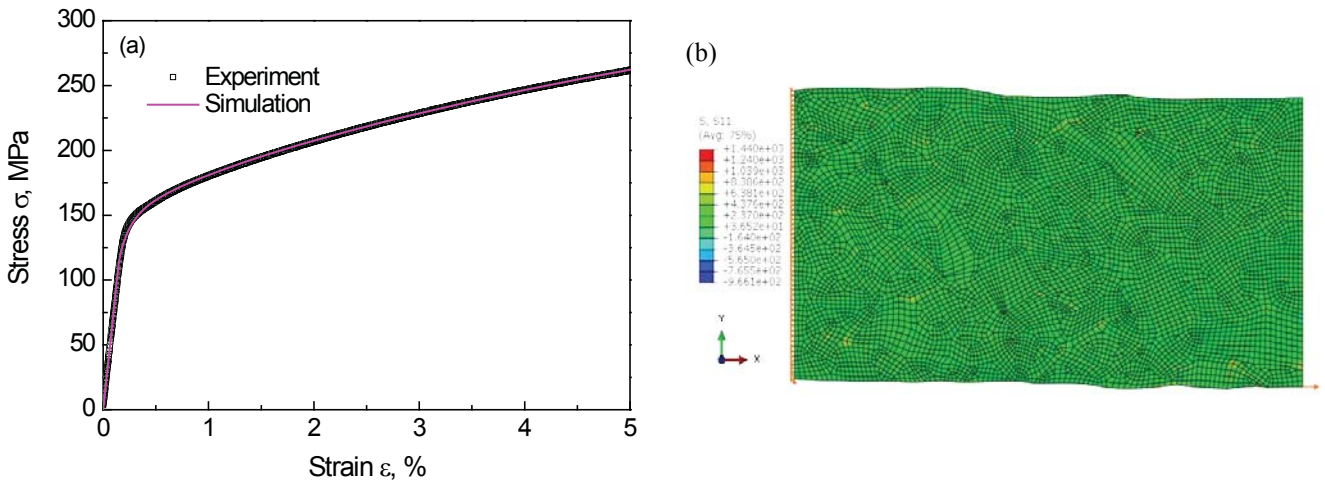 (a)
Experiment
Simulation
300
250
200
150
100
50
0
Stress σ, MPa
0 1 2 3 4 5
Strain ε, %
(b)
S, S11
(Avg: 75%)
+1.440e+03
+1.240e+03
+1.039e+03
+8.386e+02
+6.381e+02
+4.376e+02
+2.370e+02
+3.652e+01
-1.640e+02
-3.645e+02
-5.650e+02
-7.655e+02
-9.661e+02
Y
X